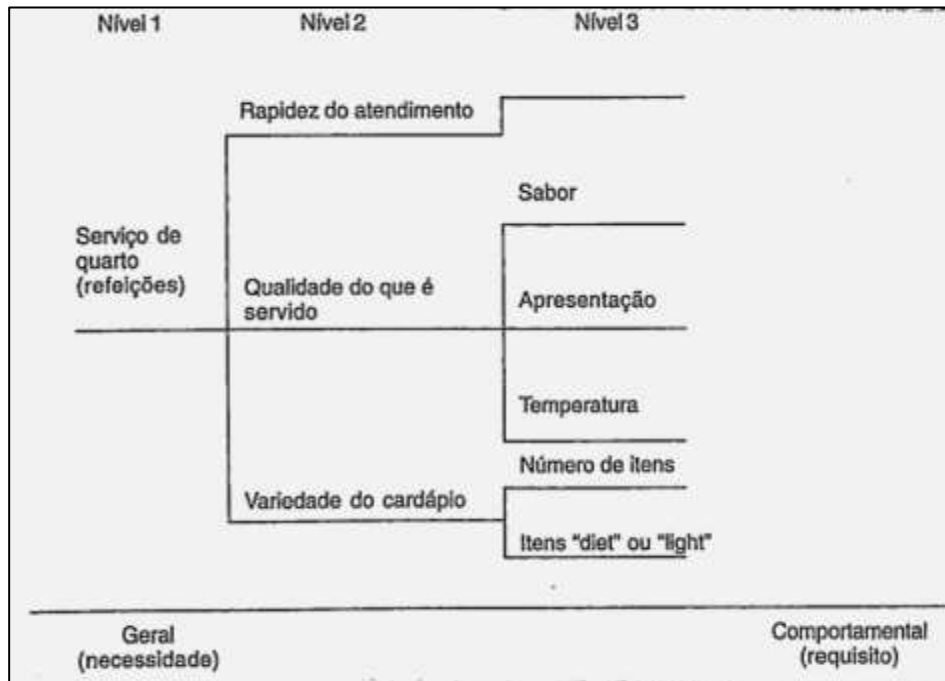 Nível 1 Nível 2 Nível 3
Rapidez do atendimento
Sabor
Serviço de
quarto
(refeições)
Qualidade do que é
servido
Apresentação
Temperatura
Número de itens
Variedade do cardápio
Itens “diet” ou “light”
Geral
(necessidade)
Comportamental
(requisito)